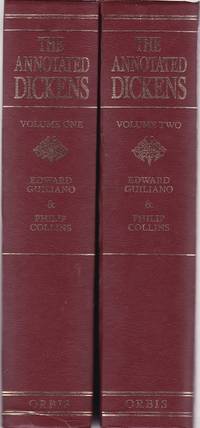 THE
ANNOTATED
DICKENS
VOLUME ONE
EDWARD
GUILIANO
&
PHILIP
COLLINS
ORBIS
THE
ANNOTATED
DICKENS
VOLUME TWO
EDWARD
GUILIANO
&
PHILIP
COLLINS
ORBIS